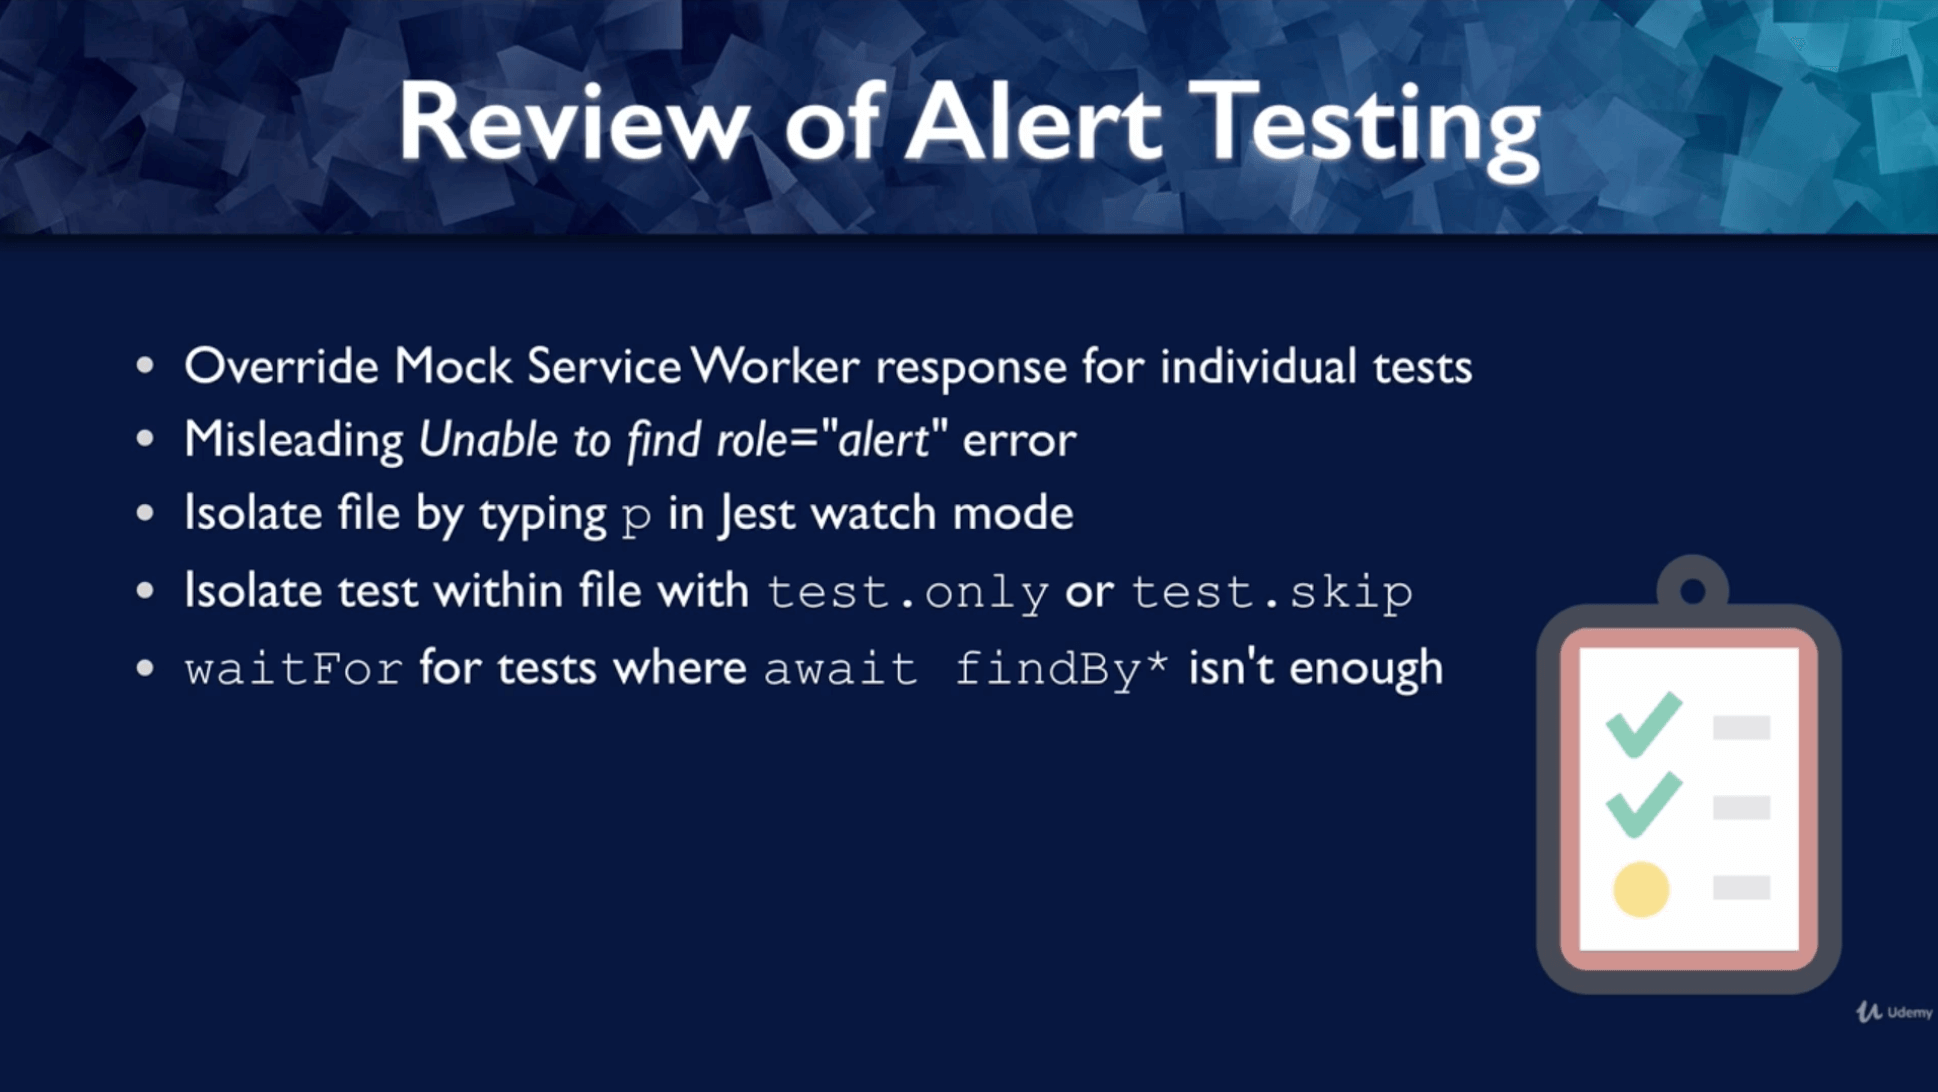 Review of Alert Testing
• Override Mock Service Worker response for individual tests
• Misleading Unable to find role="alert" error
• Isolate file by typing p in Jest watch mode
• Isolate test within file with test.only or test.skip
• waitFor for tests where await findBy* isn't enough
Udemy